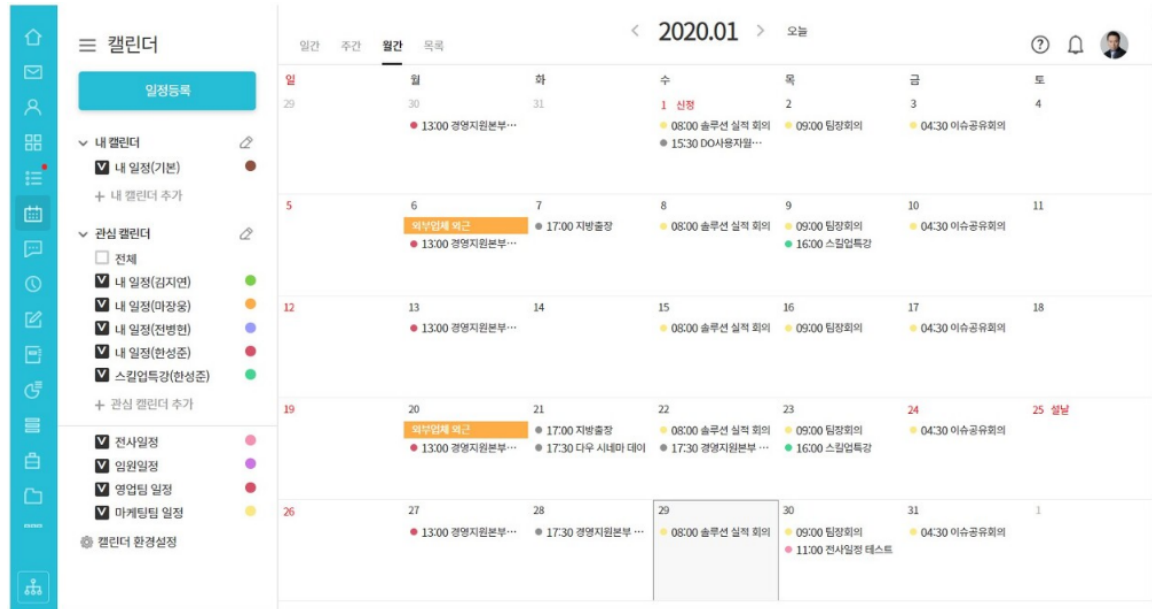 캘린더
일정등록
내 캘린더
내 일정(기본)
+ 내 캘린더 추가
관심 캘린더
전체
내 일정(김지연)
내 일정(마장웅)
내 일정(전병현)
내 일정(한성준)
스킬업특강(한성준)
+ 관심 캘린더 추가
전사일정
임원일정
영업팀 일정
마케팅팀 일정
캘린더 환경설정
일간 주간 월간 목록
< 2020.01 > 오늘
일 월 화 수 목 금 토
29 30 31 1 신정 2 3 4
13:00 경영지원본부… 08:00 솔루션 실적 회의 09:00 팀장회의 04:30 이슈공유회의
15:30 DO사용자월…
5 6 7 8 9 10 11
외부업체 외근 17:00 지방출장 08:00 솔루션 실적 회의 09:00 팀장회의 04:30 이슈공유회의
13:00 경영지원본부… 16:00 스킬업특강
12 13 14 15 16 17 18
13:00 경영지원본부… 08:00 솔루션 실적 회의 09:00 팀장회의 04:30 이슈공유회의
19 20 21 22 23 24 25 설날
외부업체 외근 17:00 지방출장 08:00 솔루션 실적 회의 09:00 팀장회의 04:30 이슈공유회의
13:00 경영지원본부… 17:30 다우 시네마 데이 17:30 경영지원본부 … 16:00 스킬업특강
26 27 28 29 30 31 1
13:00 경영지원본부… 17:30 경영지원본부 … 08:00 솔루션 실적 회의 09:00 팀장회의 04:30 이슈공유회의
11:00 전사일정 테스트